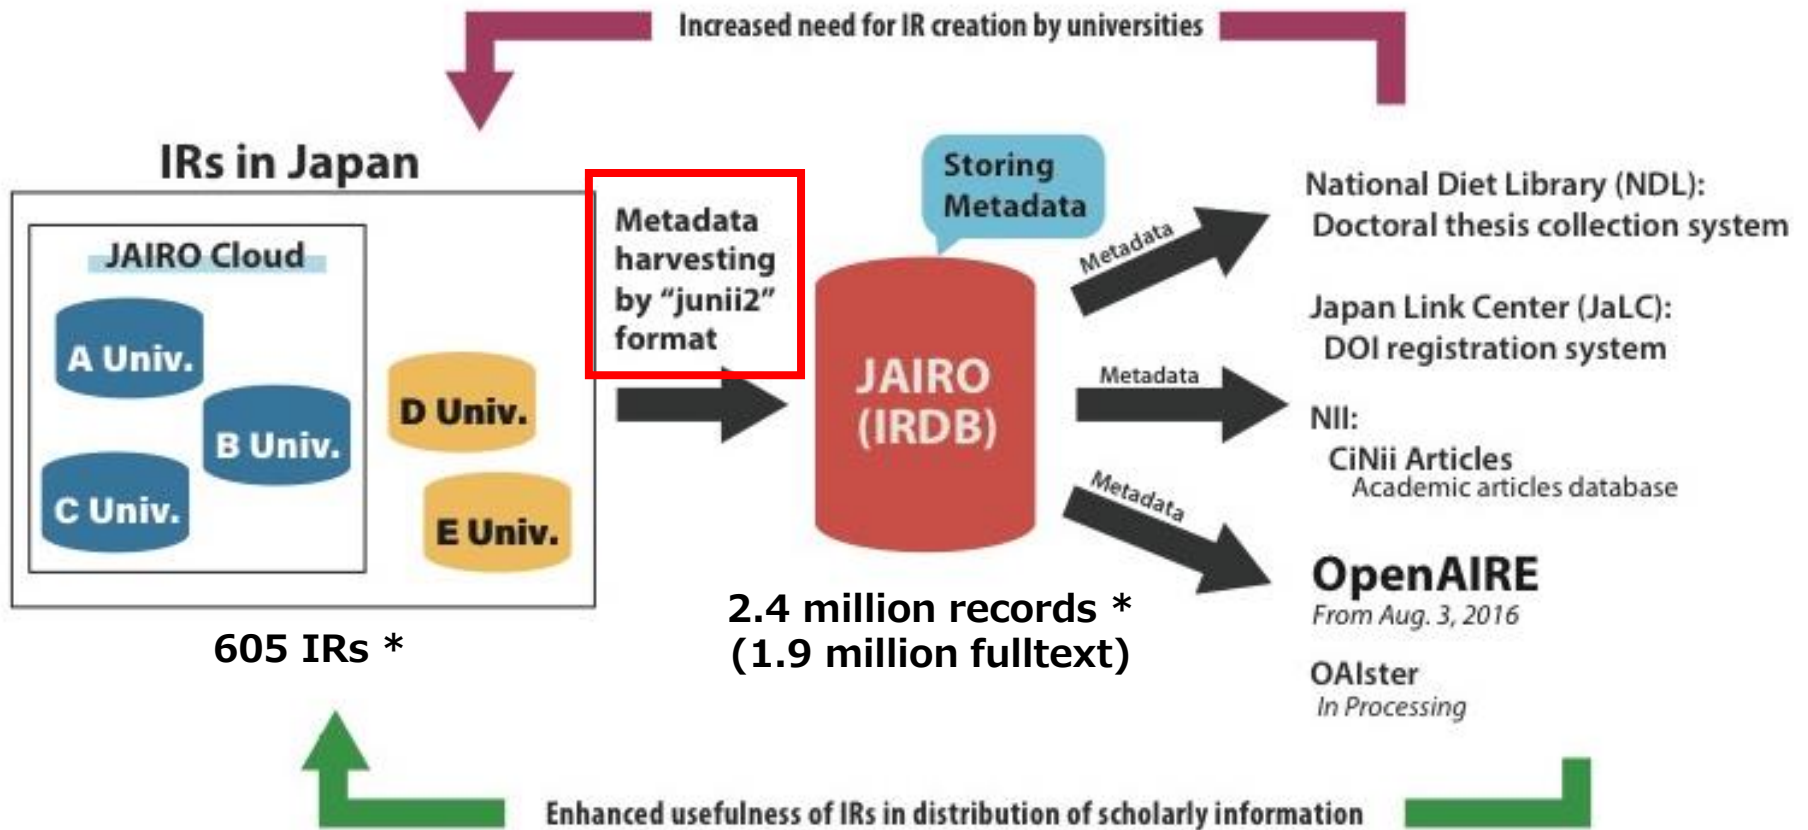 Increased need for IR creation by universities
IRs in Japan
JAIRO Cloud
A Univ.
B Univ.
C Univ.
D Univ.
E Univ.
605 IRs *
Metadata
harvesting
by “junii2”
format
Storing
Metadata
JAIRO
(IRDB)
2.4 million records *
(1.9 million fulltext)
Metadata
Metadata
Metadata
National Diet Library (NDL):
Doctoral thesis collection system
Japan Link Center (JaLC):
DOI registration system
NII:
CiNii Articles
Academic articles database
OpenAIRE
From Aug. 3, 2016
OAIster
In Processing
Enhanced usefulness of IRs in distribution of scholarly information